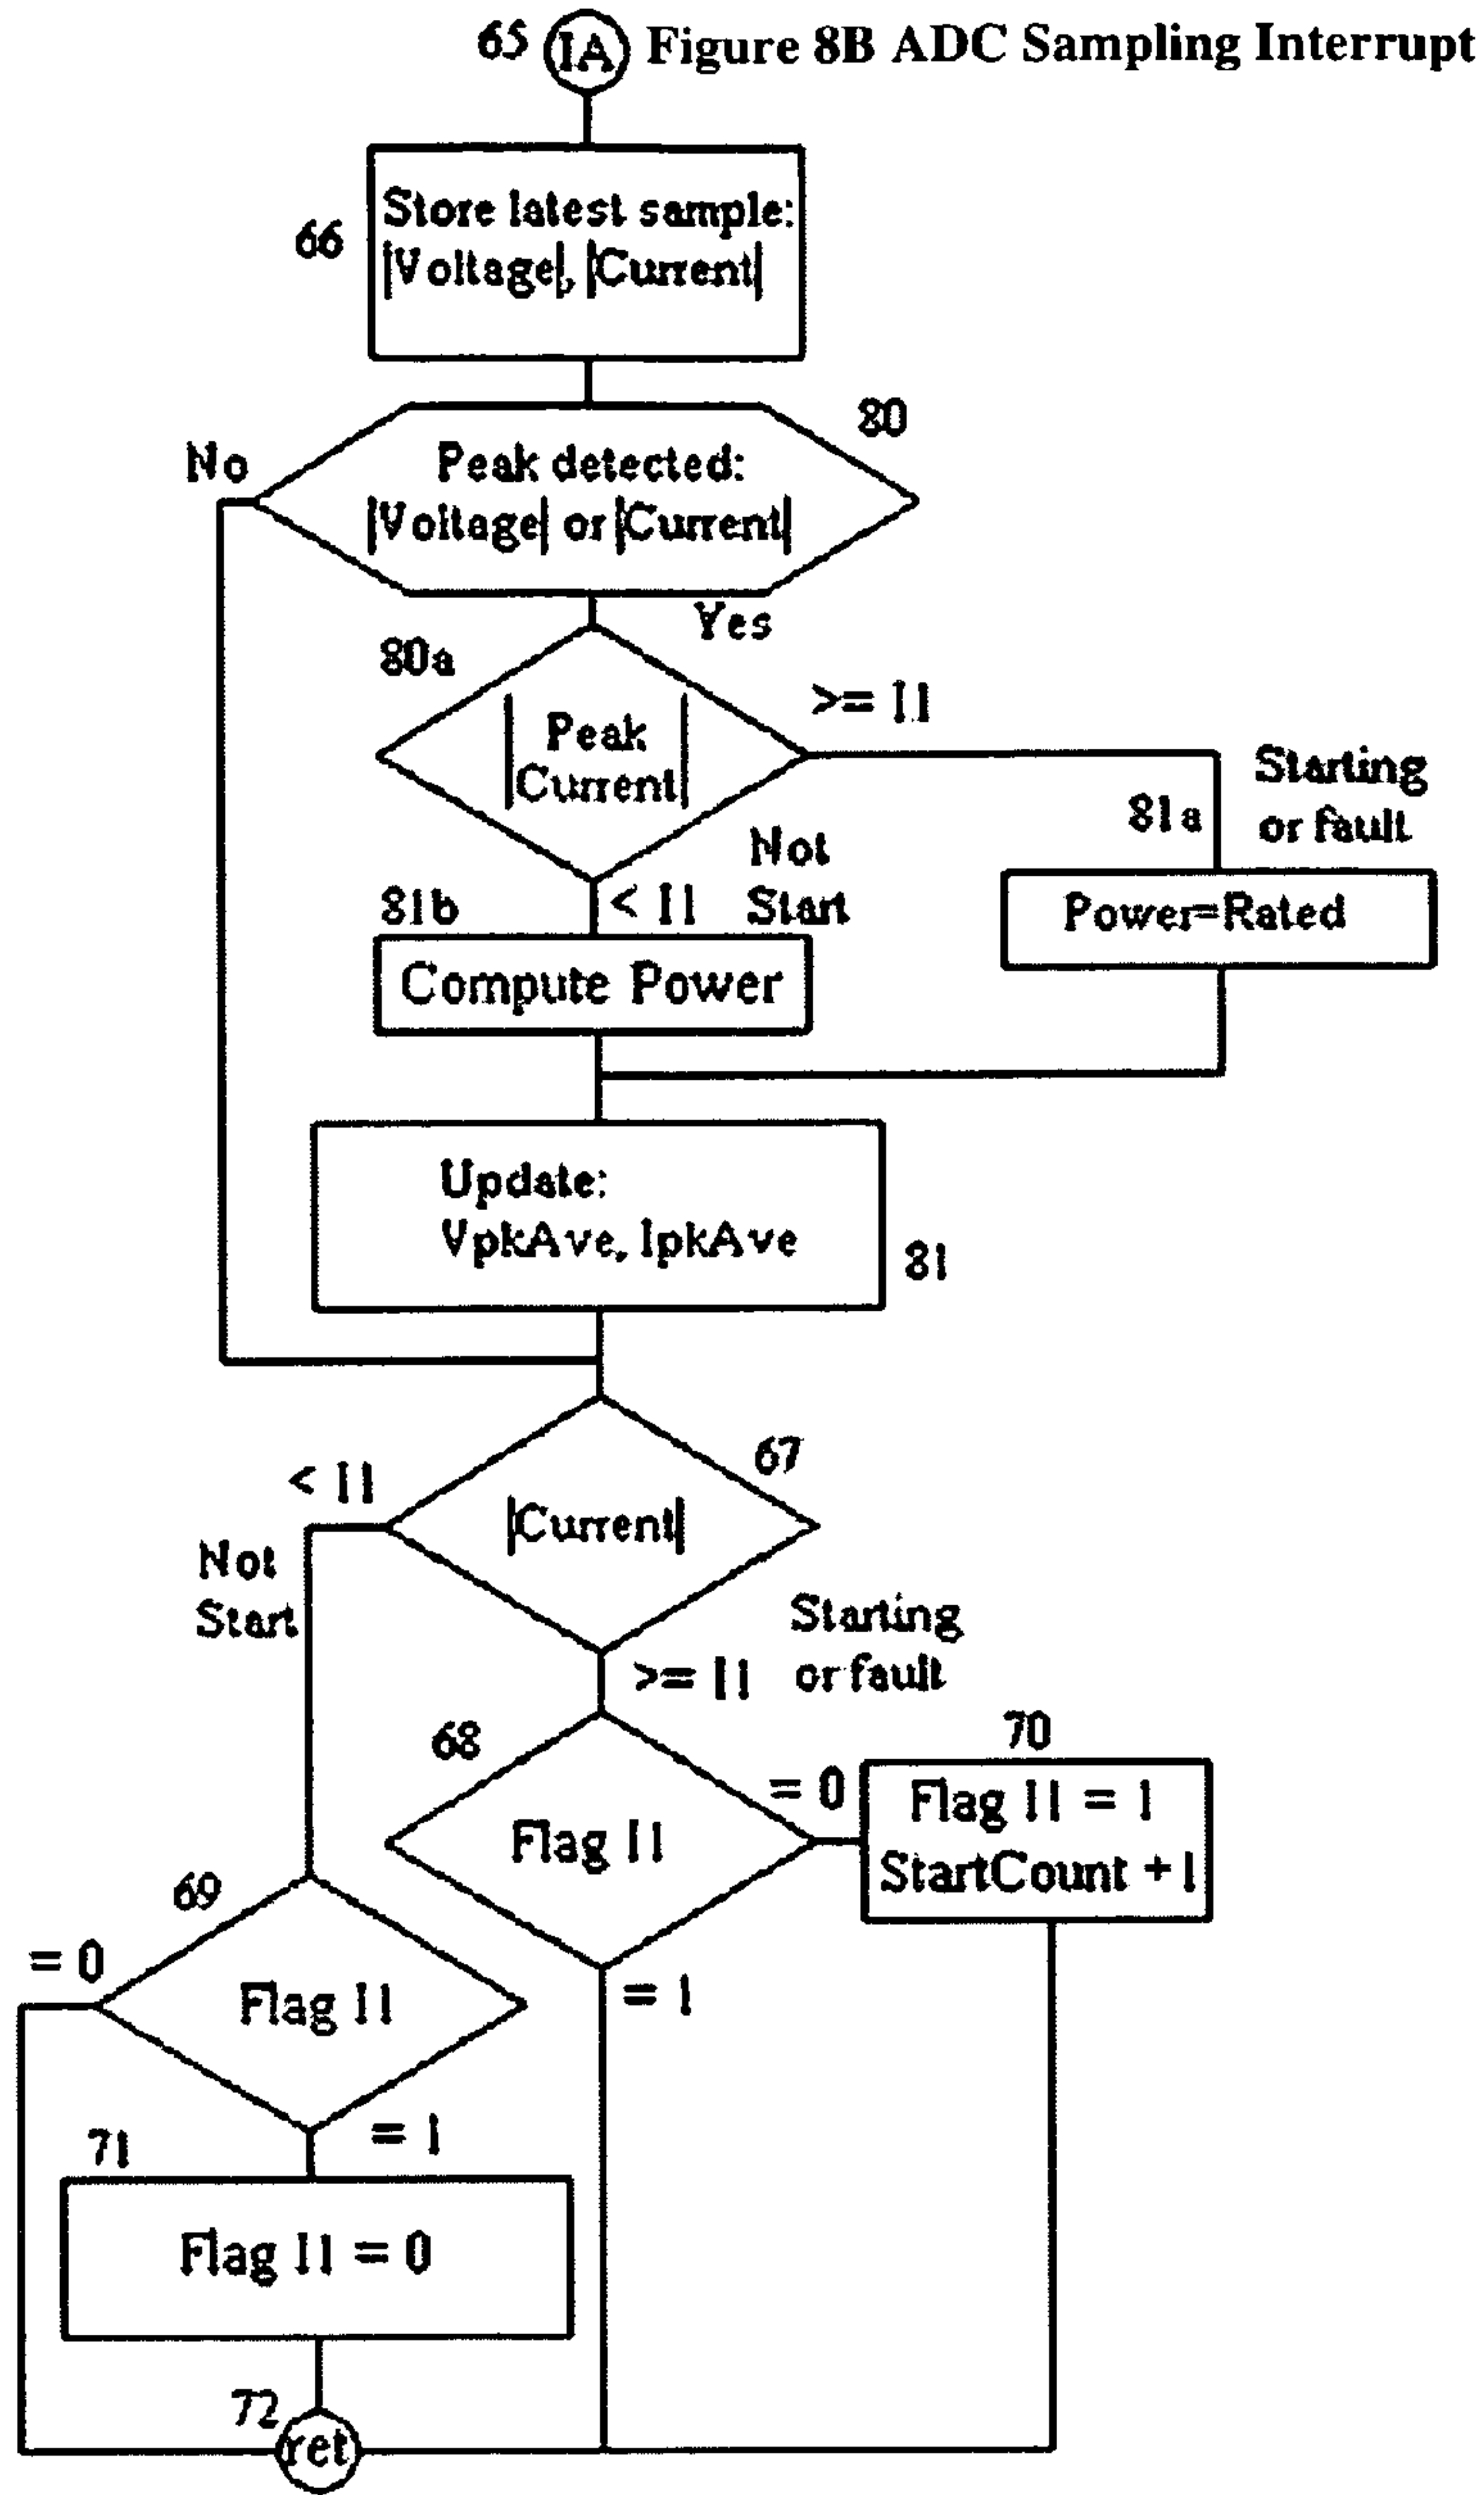 65 IA Figure 8B ADC Sampling Interrupt
66
Store latest sample:
|Voltage|, |Current|
80
No
Peak detected:
|Voltage| or |Current|
Yes
80a
>= I1
Peak
Current
Starting
or fault
81a
Not
Start
81b
< I1
Power=Rated
Compute Power
Update:
VpkAve, IpkAve
81
67
< I1
|Current|
Not
Start
Starting
or fault
>= I1
68
70
= 0
Flag I1 = 1
StartCount +1
Flag I1
69
= 0
= 1
Flag I1
71
= 1
Flag I1 = 0
72
ret